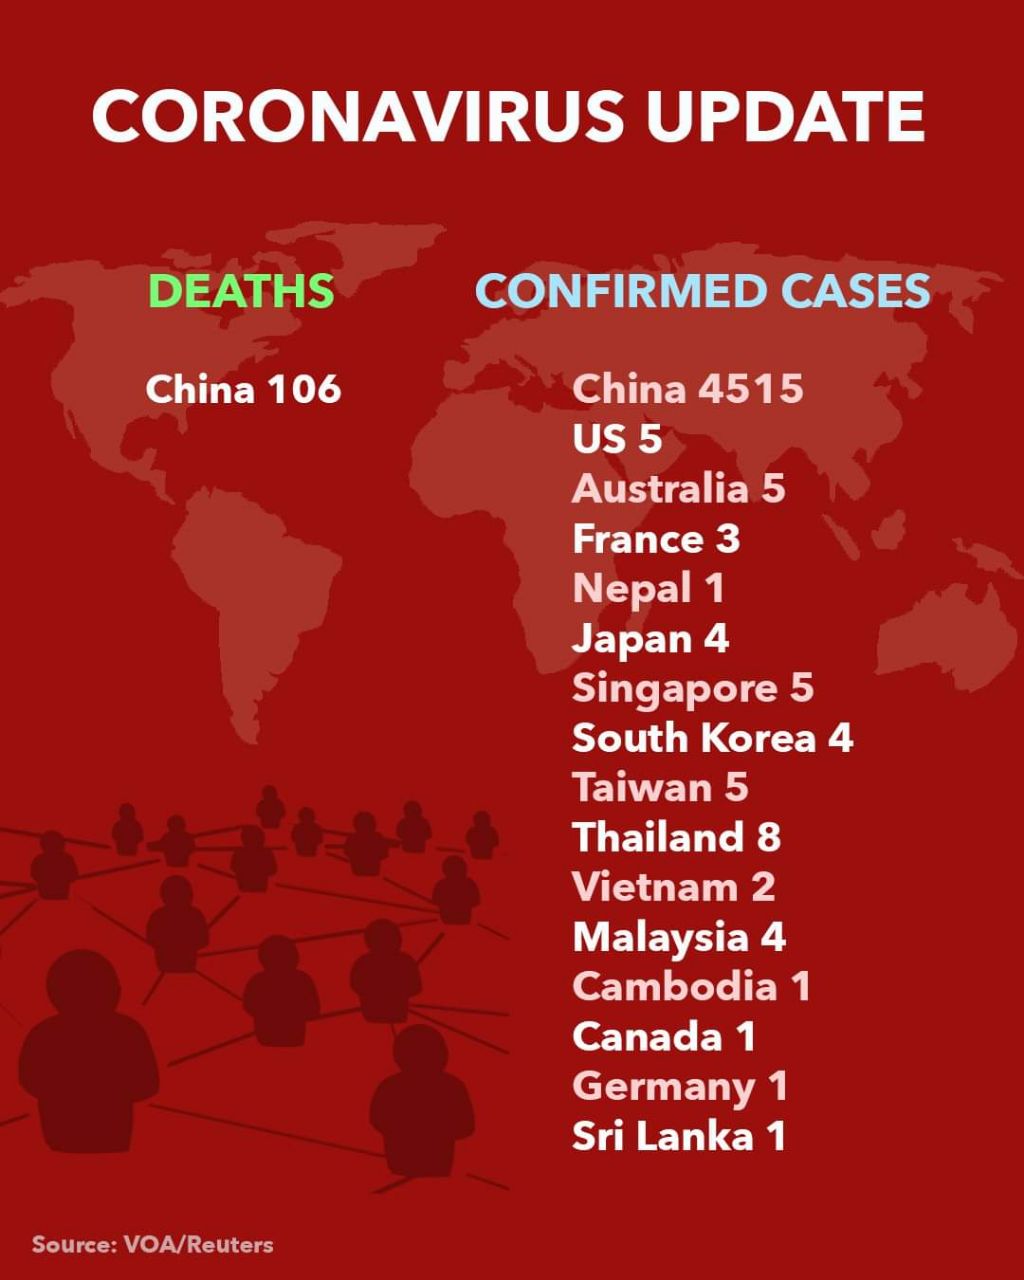 CORONAVIRUS UPDATE
DEATHS
China 106
CONFIRMED CASES
China 4515
US 5
Australia 5
France 3
Nepal 1
Japan 4
Singapore 5
South Korea 4
Taiwan 5
Thailand 8
Vietnam 2
Malaysia 4
Cambodia 1
Canada 1
Germany 1
Sri Lanka 1
Source: VOA/Reuters